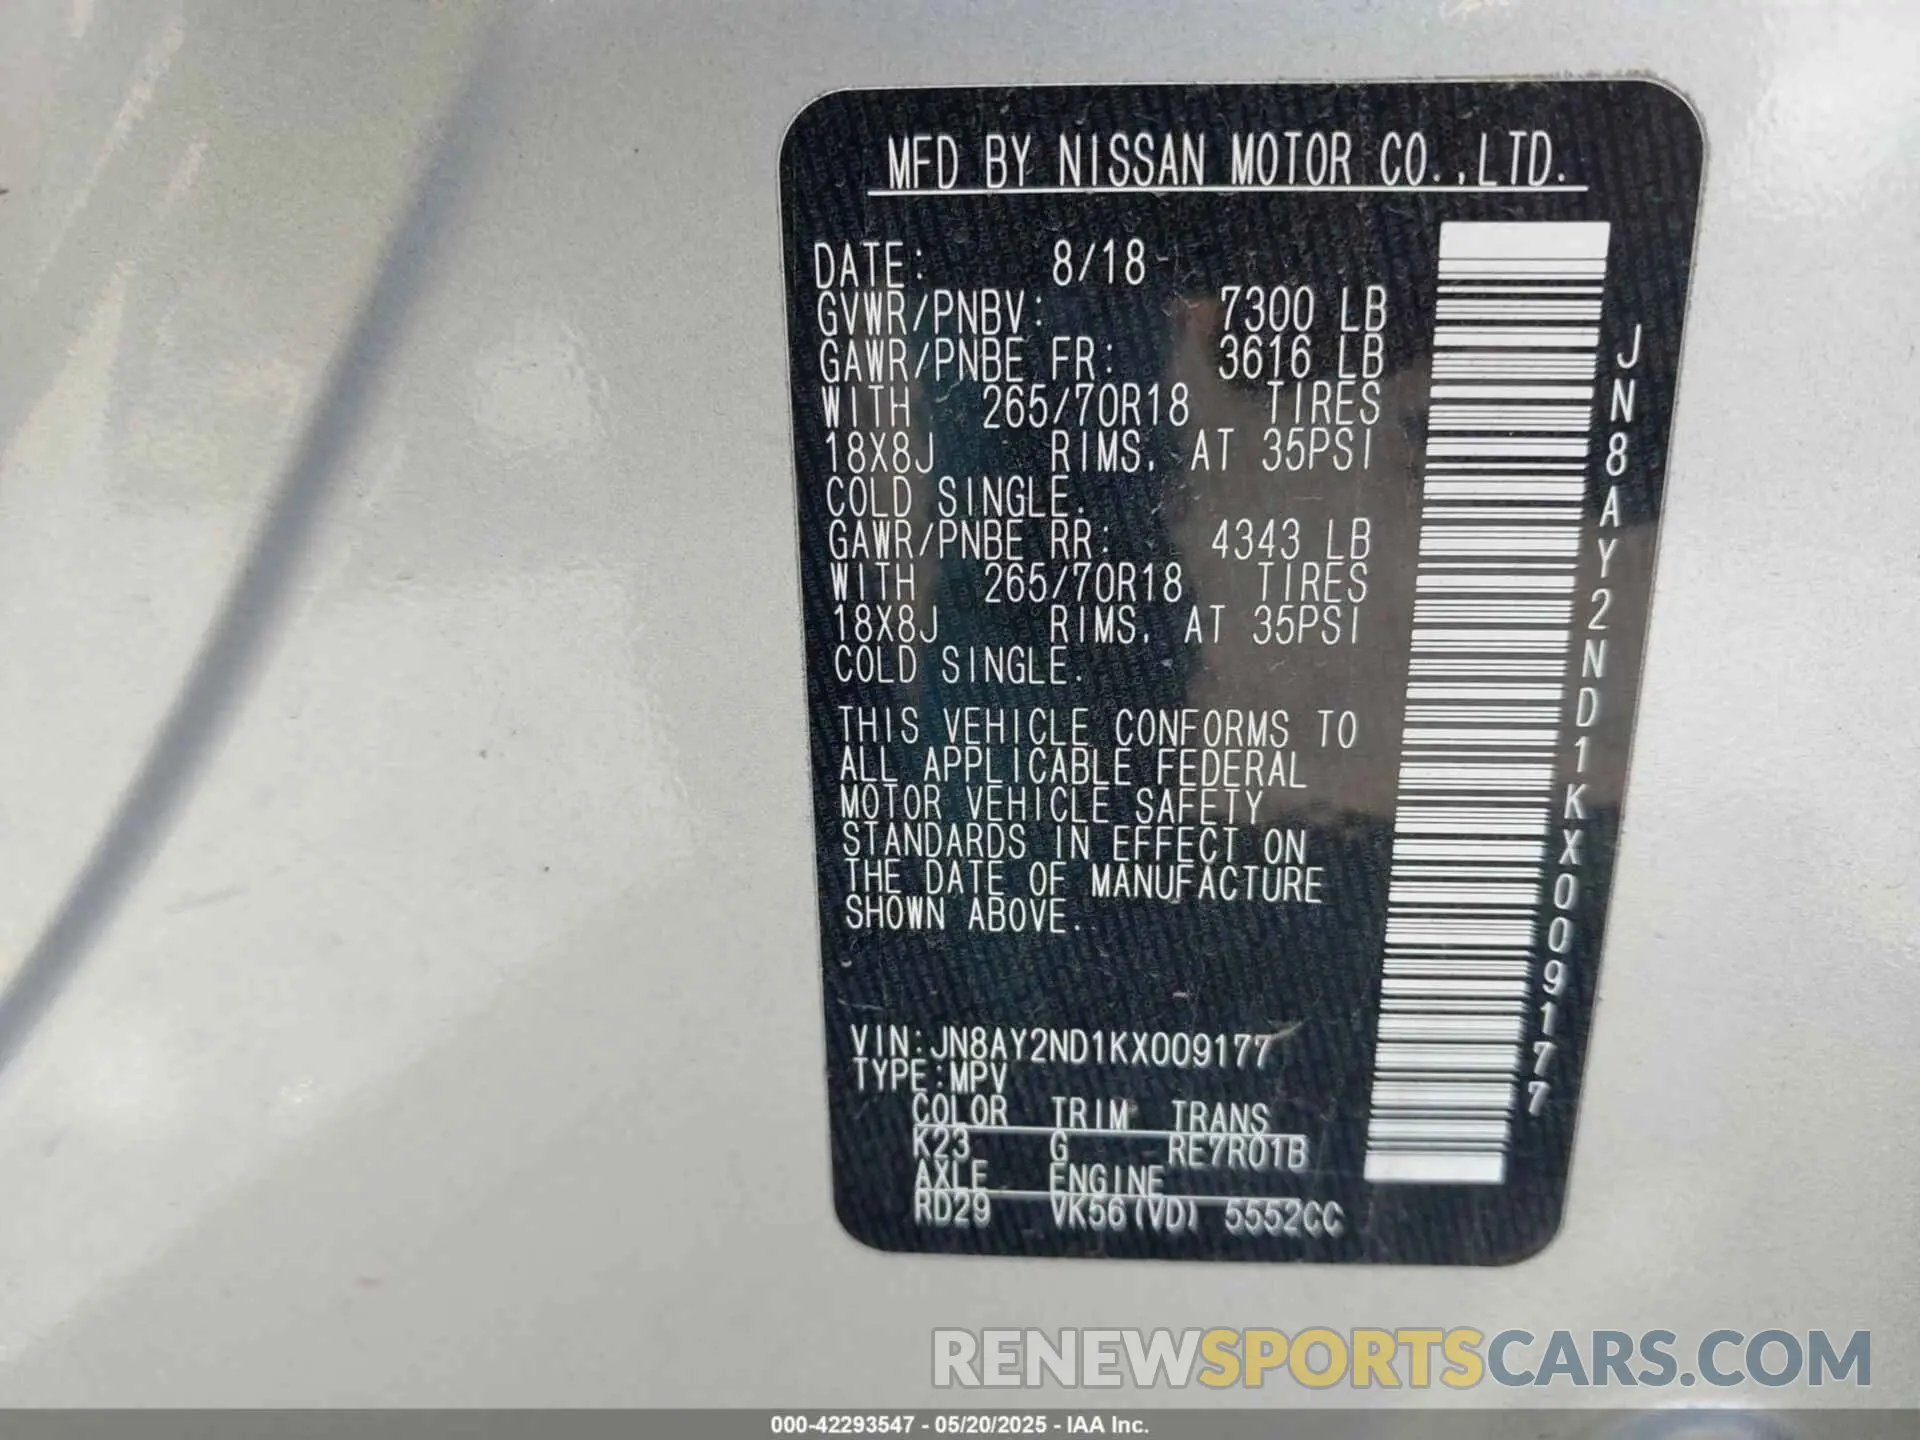 MFD BY NISSAN MOTOR CO.,LTD.
DATE: 8/18
GVWR/PNBV: 7300 LB
GAWR/PNBE FR: 3616 LB
WITH 265/70R18 TIRES
18X8J RIMS, AT 35PSI
COLD SINGLE.
GAWR/PNBE RR: 4343 LB
WITH 265/70R18 TIRES
18X8J RIMS, AT 35PSI
COLD SINGLE.
THIS VEHICLE CONFORMS TO
ALL APPLICABLE FEDERAL
MOTOR VEHICLE SAFETY
STANDARDS IN EFFECT ON
THE DATE OF MANUFACTURE
SHOWN ABOVE.
VIN:JN8AY2ND1KX009177
TYPE:MPV
COLOR TRIM TRANS
K23 G RE7R01B
AXLE ENGINE
RD29 VK56(VD) 5552CC
JN8AY2ND1KX009177
RENEWSPORTSCARS.COM
000-42293547 - 05/20/2025 - IAA Inc.